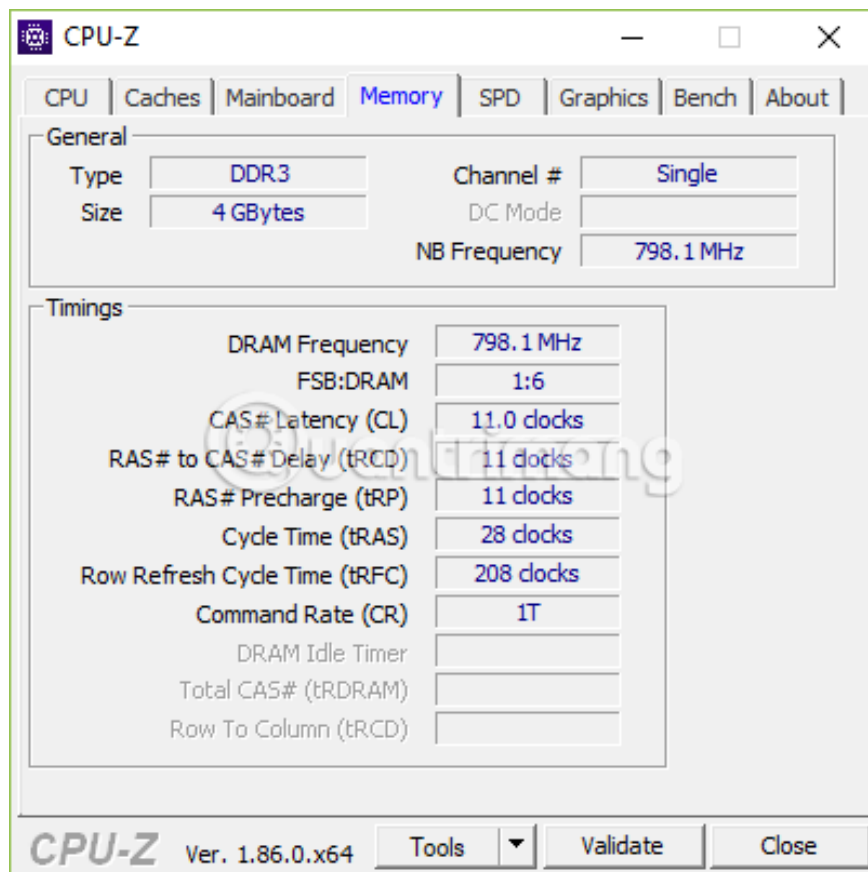 CPU-Z
CPU Caches Mainboard Memory SPD Graphics Bench About
General
Type DDR3 Channel # Single
Size 4 GBytes DC Mode
NB Frequency 798.1 MHz
Timings
DRAM Frequency 798.1 MHz
FSB:DRAM 1:6
CAS# Latency (CL) 11.0 clocks
RAS# to CAS# Delay (tRCD) 11 clocks
RAS# Precharge (tRP) 11 clocks
Cycle Time (tRAS) 28 clocks
Row Refresh Cycle Time (tRFC) 208 clocks
Command Rate (CR) 1T
DRAM Idle Timer
Total CAS# (tRDRAM)
Row To Column (tRCD)
Quantrimang
CPU-Z Ver. 1.86.0.x64 Tools Validate Close